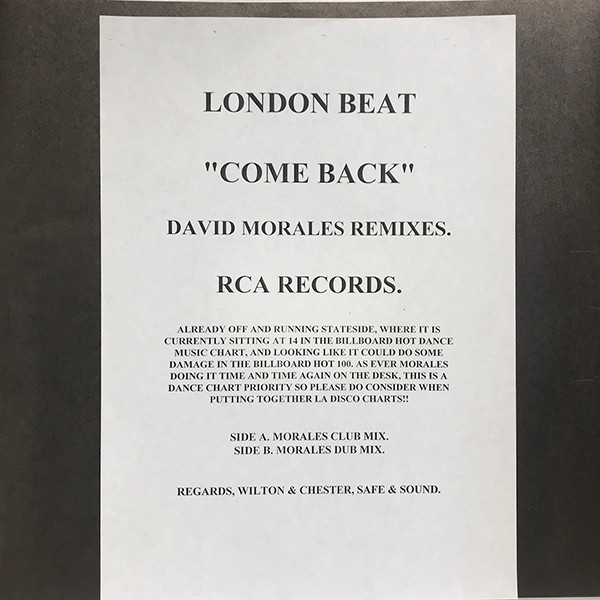 LONDON BEAT
"COME BACK"
DAVID MORALES REMIXES.
RCA RECORDS.
ALREADY OFF AND RUNNING STATESIDE, WHERE IT IS
CURRENTLY SITTING AT 14 IN THE BILLBOARD HOT DANCE
MUSIC CHART, AND LOOKING LIKE IT COULD DO SOME
DAMAGE IN THE BILLBOARD HOT 100. AS EVER MORALES
DOING IT TIME AND TIME AGAIN ON THE DESK, THIS IS A
DANCE CHART PRIORITY SO PLEASE DO CONSIDER WHEN
PUTTING TOGETHER LA DISCO CHARTS!!
SIDE A. MORALES CLUB MIX.
SIDE B. MORALES DUB MIX.
REGARDS, WILTON & CHESTER, SAFE & SOUND.